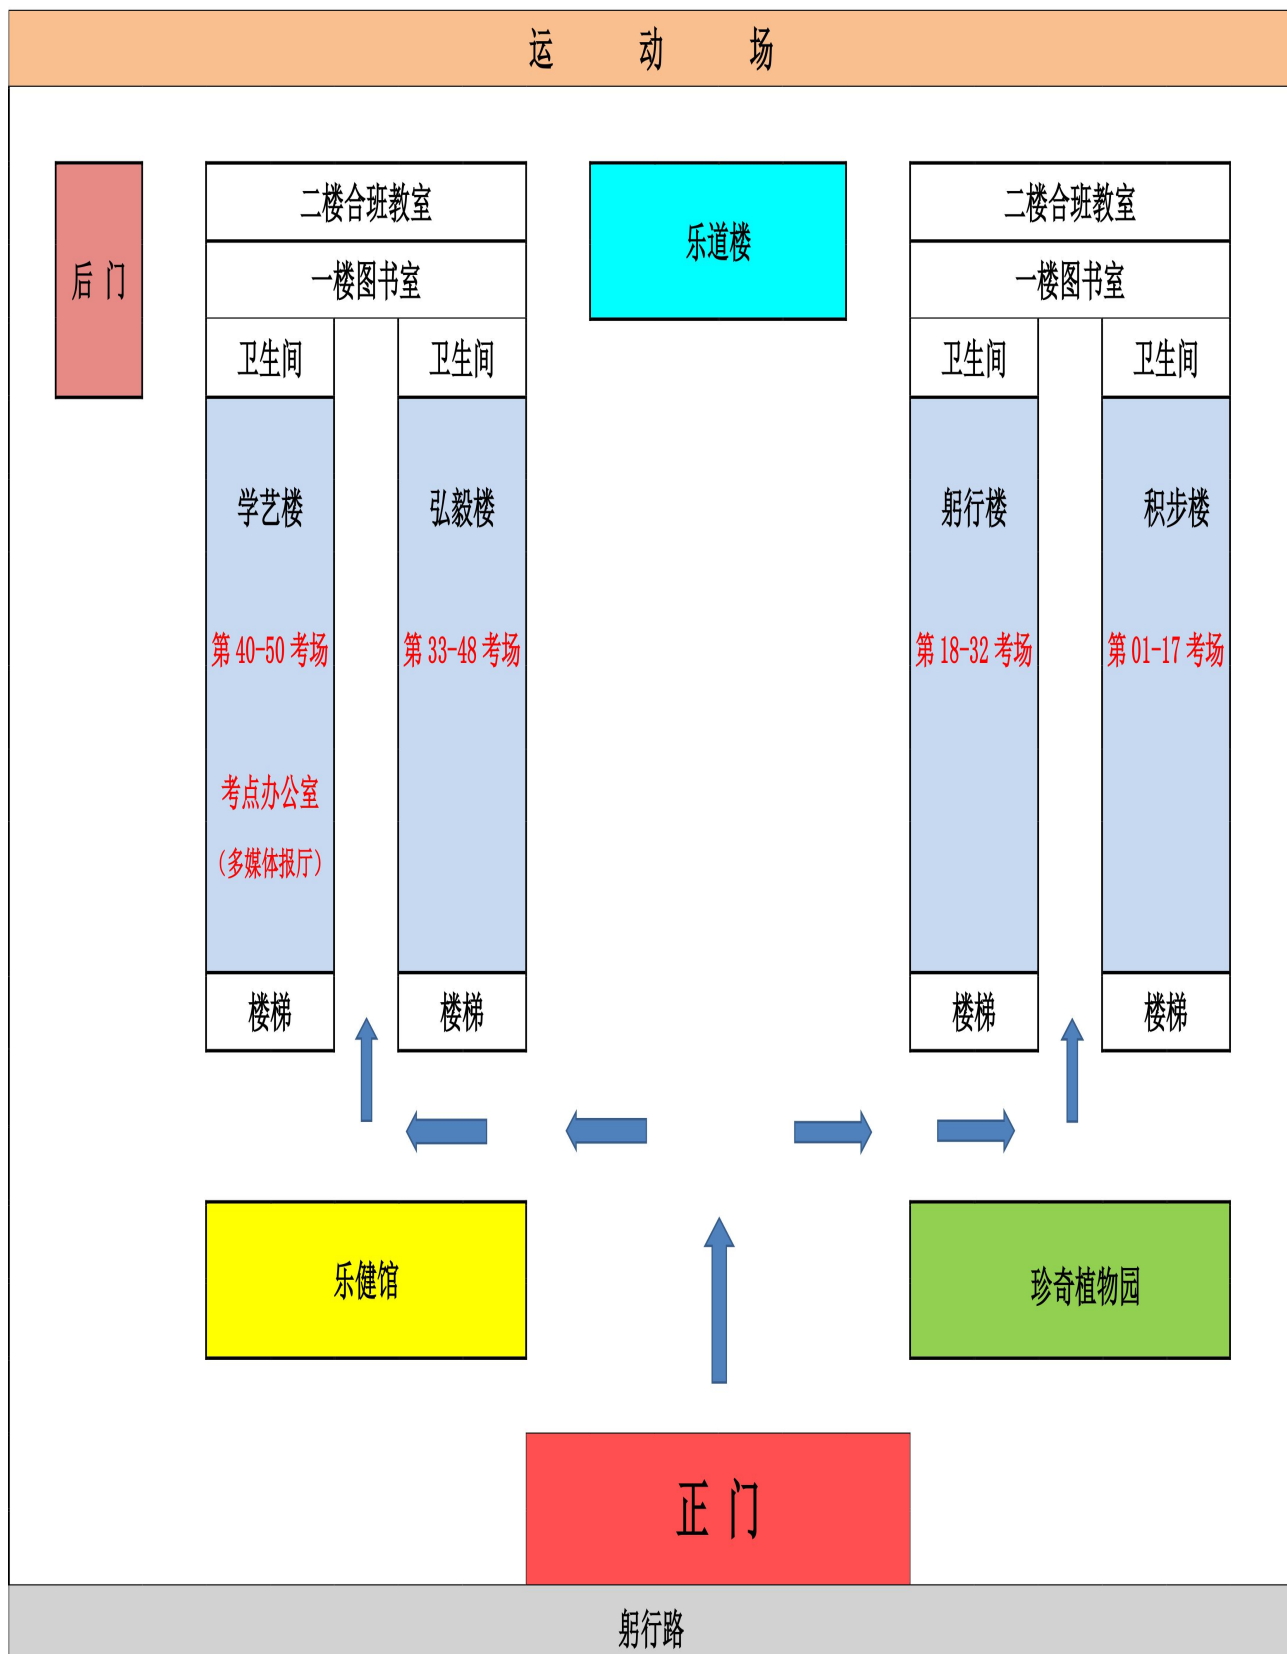 运 动 场
二楼合班教室
乐道楼
二楼合班教室
后 门
一楼图书室
一楼图书室
卫生间
卫生间
卫生间
卫生间
学艺楼
弘毅楼
躬行楼
积步楼
第 40-50 考场
第 33-48 考场
第 18-32 考场
第 01-17 考场
考点办公室
（多媒体报厅）
楼梯
楼梯
楼梯
楼梯
乐健馆
珍奇植物园
正 门
躬行路